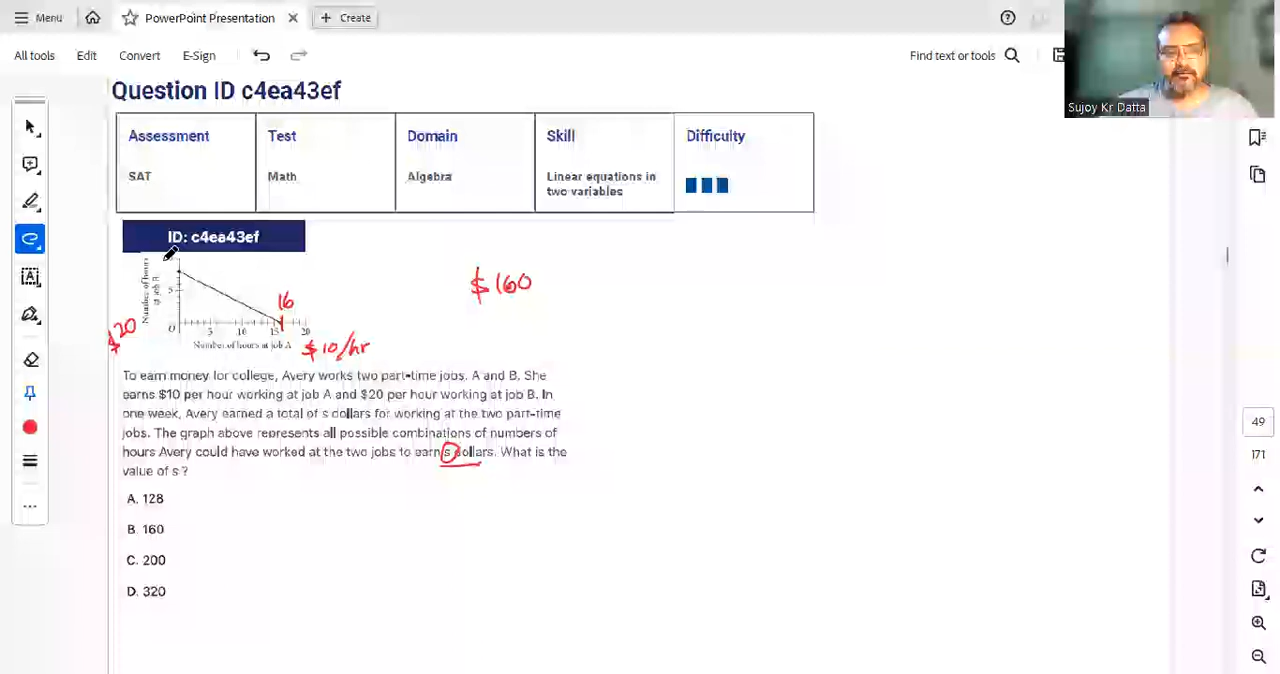 Menu
PowerPoint Presentation
Create
All tools
Edit
Convert
E-Sign
Find text or tools
Sujoy Kr Datta
Question ID c4ea43ef
Assessment
Test
Domain
Skill
Difficulty
SAT
Math
Algebra
Linear equations in
two variables
ID: c4ea43ef
Number of hours
at job B
5
O
5
10
15
20
Number of hours at job A
16
$20
$10/hr
$160
To earn money for college, Avery works two part-time jobs. A and B. She
earns $10 per hour working at job A and $20 per hour working at job B. In
one week, Avery earned a total of s dollars for working at the two part-time
jobs. The graph above represents all possible combinations of numbers of
hours Avery could have worked at the two jobs to earn s dollars. What is the
value of s ?
A. 128
B. 160
C. 200
D. 320
49
171